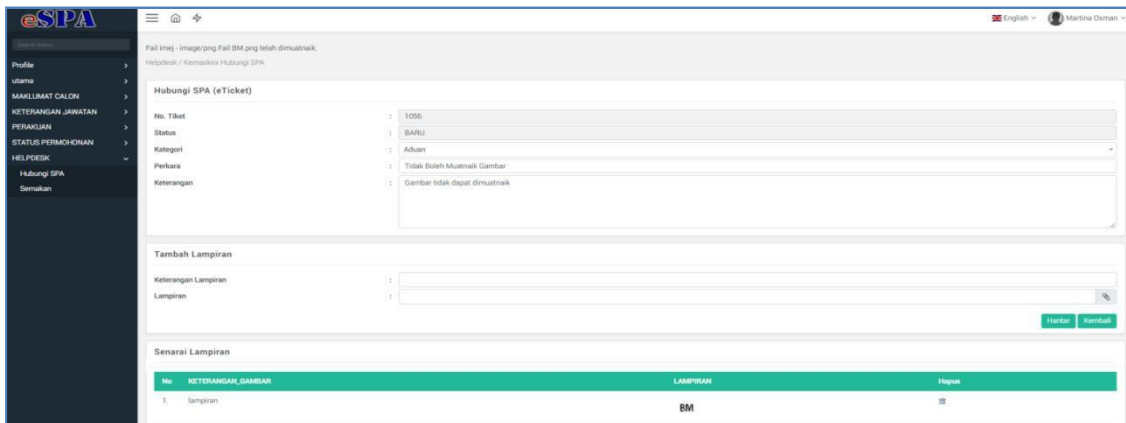 eSPA
English
Martina Osman
Search Menu
Profile
utama
MAKLUMAT CALON
KETERANGAN JAWATAN
PERAKUAN
STATUS PERMOHONAN
HELPDESK
Hubungi SPA
Semakan
Fail imej - image/png Fail BM.png telah dimuatnaik.
Helpdesk / Kemaskini Hubungi SPA
Hubungi SPA (eTicket)
No. Tiket : 1056
Status : BARU
Kategori : Aduan
Perkara : Tidak Boleh Muatnaik Gambar
Keterangan : Gambar tidak dapat dimuatnaik
Tambah Lampiran
Keterangan Lampiran :
Lampiran :
Hantar Kembali
Senarai Lampiran
No KETERANGAN_GAMBAR LAMPIRAN Hapus
1. lampiran BM